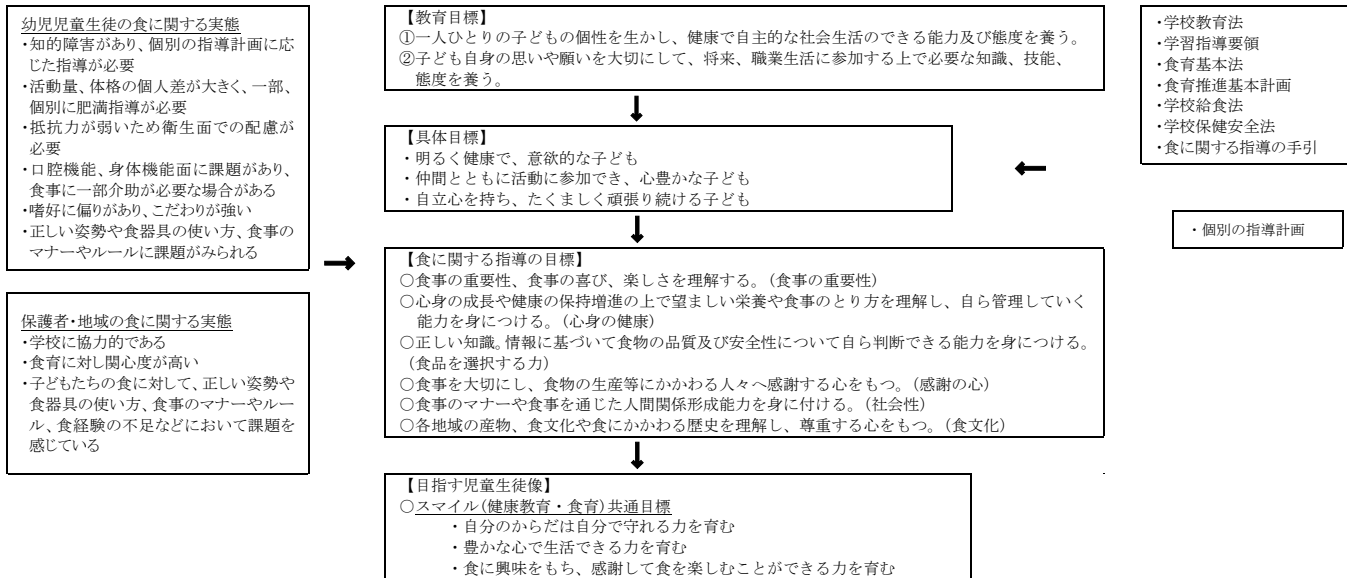 幼児児童生徒の食に関する実態
・知的障害があり、個別の指導計画に応
じた指導が必要
・活動量、体格の個人差が大きく、一部、
個別に肥満指導が必要
・抵抗力が弱いため衛生面での配慮が
必要
・口腔機能、身体機能面に課題があり、
食事に一部介助が必要な場合がある
・嗜好に偏りがあり、こだわりが強い
・正しい姿勢や食器具の使い方、食事の
マナーやルールに課題がみられる
保護者・地域の食に関する実態
・学校に協力的である
・食育に対し関心度が高い
・子どもたちの食に対して、正しい姿勢や
食器具の使い方、食事のマナーやルー
ル、食経験の不足などにおいて課題を
感じている
【教育目標】
①一人ひとりの子どもの個性を生かし、健康で自主的な社会生活のできる能力及び態度を養う。
②子ども自身の思いや願いを大切にして、将来、職業生活に参加する上で必要な知識、技能、
態度を養う。
【具体目標】
・明るく健康で、意欲的な子ども
・仲間とともに活動に参加でき、心豊かな子ども
・自立心を持ち、たくましく頑張り続ける子ども
【食に関する指導の目標】
○食事の重要性、食事の喜び、楽しさを理解する。(食事の重要性)
○心身の成長や健康の保持増進の上で望ましい栄養や食事のとり方を理解し、自ら管理していく
能力を身につける。(心身の健康)
○正しい知識。情報に基づいて食物の品質及び安全性について自ら判断できる能力を身につける。
(食品を選択する力)
○食事を大切にし、食物の生産等にかかわる人々へ感謝する心をもつ。(感謝の心)
○食事のマナーや食事を通じた人間関係形成能力を身に付ける。(社会性)
○各地域の産物、食文化や食にかかわる歴史を理解し、尊重する心をもつ。(食文化)
【目指す児童生徒像】
○スマイル(健康教育・食育)共通目標
・自分のからだは自分で守れる力を育む
・豊かな心で生活できる力を育む
・食に興味をもち、感謝して食を楽しむことができる力を育む
・学校教育法
・学習指導要領
・食育基本法
・食育推進基本計画
・学校給食法
・学校保健安全法
・食に関する指導の手引
・個別の指導計画